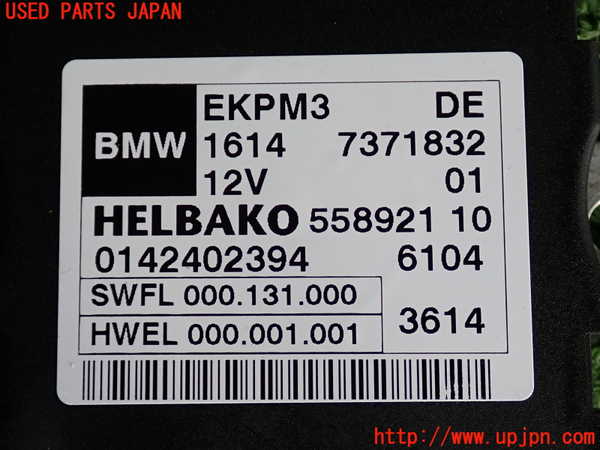 USED PARTS JAPAN
BMW
EKPM3 DE
1614 7371832
12V 01
HELBAKO 558921 10
0142402394 6104
SWFL 000.131.000
HWEL 000.001.001
3614
http://www.upjpn.com/